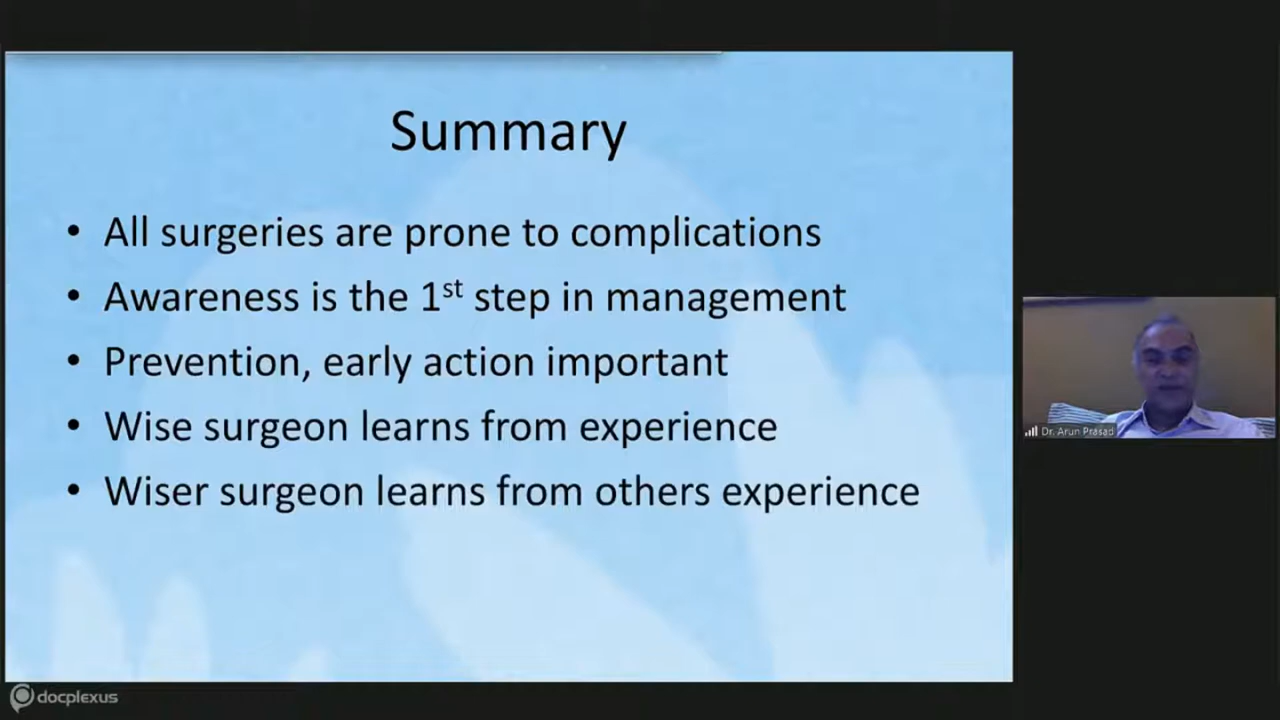 Summary
• All surgeries are prone to complications
• Awareness is the 1st step in management
• Prevention, early action important
• Wise surgeon learns from experience
• Wiser surgeon learns from others experience
Dr. Arun Prasad
docplexus